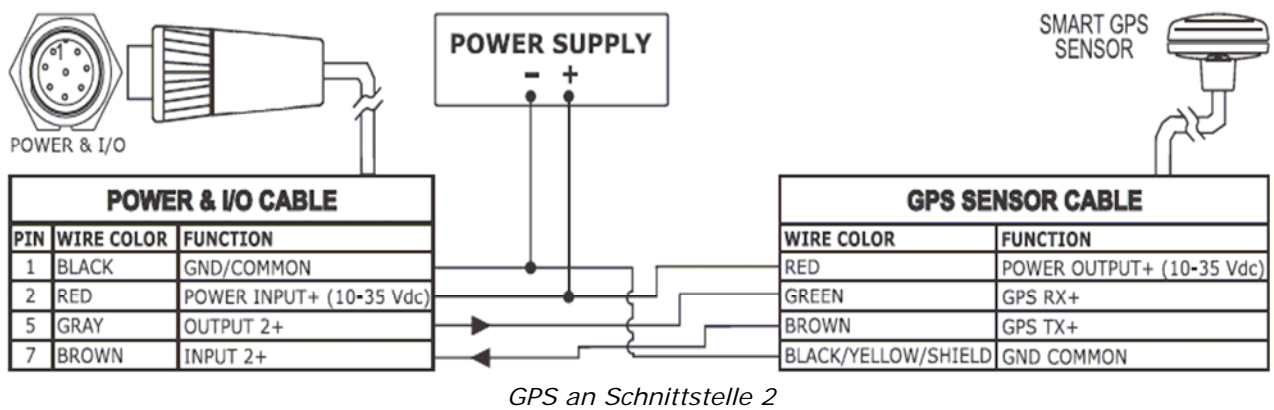 POWER SUPPLY
- +
SMART GPS
SENSOR
1
POWER & I/O
POWER & I/O CABLE
PIN WIRE COLOR FUNCTION
1 BLACK GND/COMMON
2 RED POWER INPUT+ (10-35 Vdc)
5 GRAY OUTPUT 2+
7 BROWN INPUT 2+
GPS SENSOR CABLE
WIRE COLOR FUNCTION
RED POWER OUTPUT+ (10-35 Vdc)
GREEN GPS RX+
BROWN GPS TX+
BLACK/YELLOW/SHIELD GND COMMON
GPS an Schnittstelle 2